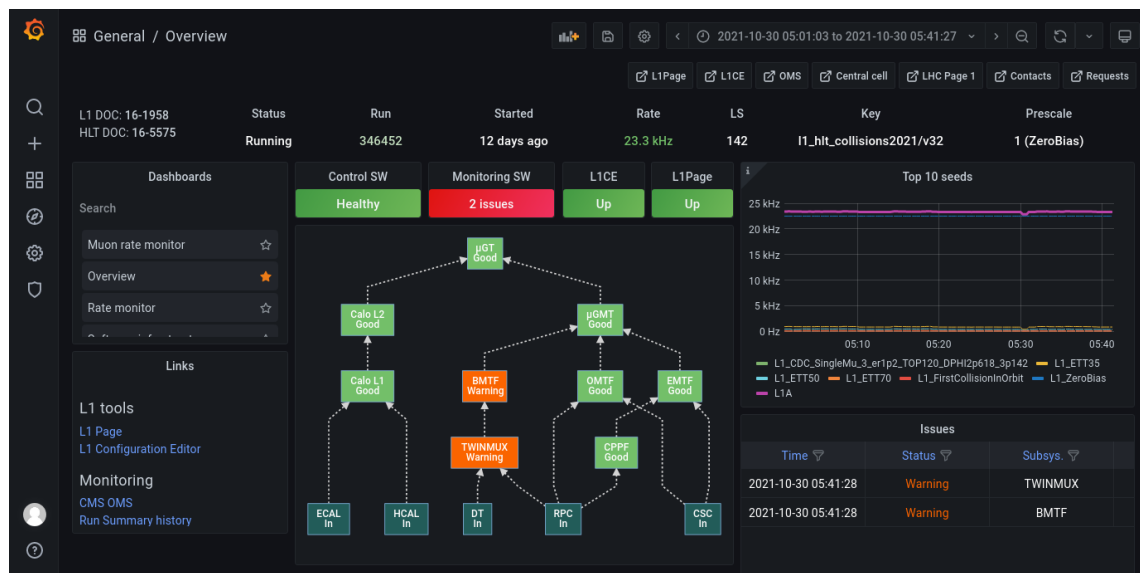 General / Overview
2021-10-30 05:01:03 to 2021-10-30 05:41:27
L1Page
L1CE
OMS
Central cell
LHC Page 1
Contacts
Requests
L1 DOC: 16-1958
HLT DOC: 16-5575
Status
Running
Run
346452
Started
12 days ago
Rate
23.3 kHz
LS
142
Key
l1_hlt_collisions2021/v32
Prescale
1 (ZeroBias)
Dashboards
Search
Muon rate monitor
Overview
Rate monitor
Links
L1 tools
L1 Page
L1 Configuration Editor
Monitoring
CMS OMS
Run Summary history
Control SW
Healthy
Monitoring SW
2 issues
L1CE
Up
L1Page
Up
µGT
Good
Calo L2
Good
µGMT
Good
Calo L1
Good
BMTF
Warning
OMTF
Good
EMTF
Good
TWINMUX
Warning
CPPF
Good
ECAL
In
HCAL
In
DT
In
RPC
In
CSC
In
Top 10 seeds
25 kHz
20 kHz
15 kHz
10 kHz
5 kHz
0 Hz
05:10
05:20
05:30
05:40
L1_CDC_SingleMu_3_er1p2_TOP120_DPHI2p618_3p142
L1_ETT35
L1_ETT50
L1_ETT70
L1_FirstCollisionInOrbit
L1_ZeroBias
L1A
Issues
Time
Status
Subsys.
2021-10-30 05:41:28
Warning
TWINMUX
2021-10-30 05:41:28
Warning
BMTF